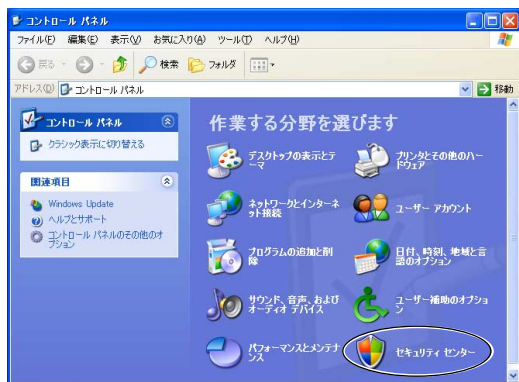 コントロール パネル
ファイル(F) 編集(E) 表示(V) お気に入り(A) ツール(T) ヘルプ(H)
戻る 検索 フォルダ
アドレス(D) コントロール パネル 移動
コントロール パネル
クラシック表示に切り替える
関連項目
Windows Update
ヘルプとサポート
コントロール パネルのその他のオ
プション
作業する分野を選びます
デスクトップの表示とテ
ーマ
プリンタとその他のハー
ドウェア
ネットワークとインターネ
ット接続
ユーザー アカウント
プログラムの追加と削
除
日付、時刻、地域と言
語のオプション
サウンド、音声、および
オーディオ デバイス
ユーザー補助のオプショ
ン
パフォーマンスとメンテナ
ンス
セキュリティ センター